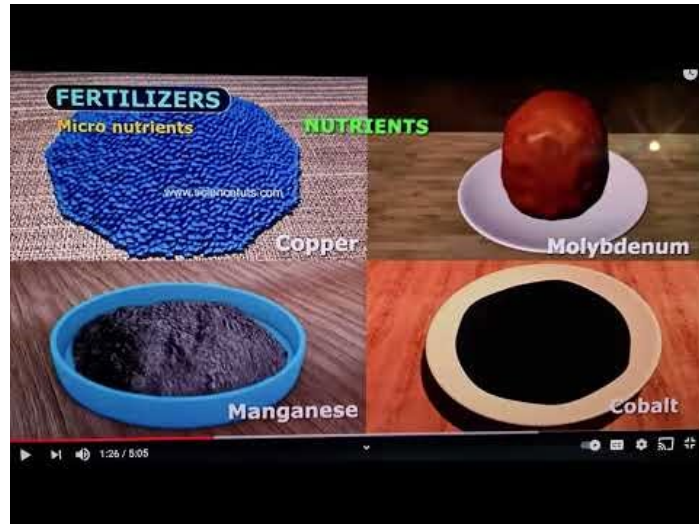 FERTILIZERS
Micro nutrients
NUTRIENTS
www.sciencetuts.com
Copper
Molybdenum
Manganese
Cobalt
1:26 / 5:05